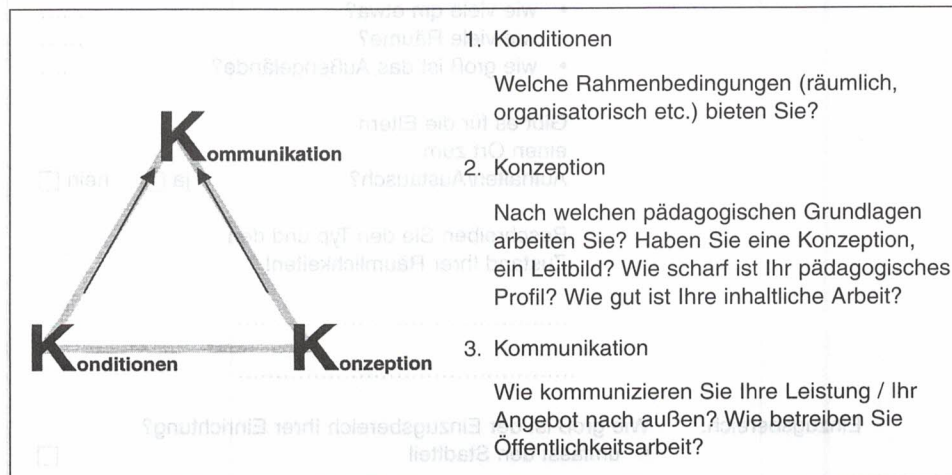 Kommunikation
Konditionen
Konzeption
1. Konditionen
Welche Rahmenbedingungen (räumlich,
organisatorisch etc.) bieten Sie?
2. Konzeption
Nach welchen pädagogischen Grundlagen
arbeiten Sie? Haben Sie eine Konzeption,
ein Leitbild? Wie scharf ist Ihr pädagogisches
Profil? Wie gut ist Ihre inhaltliche Arbeit?
3. Kommunikation
Wie kommunizieren Sie Ihre Leistung / Ihr
Angebot nach außen? Wie betreiben Sie
Öffentlichkeitsarbeit?